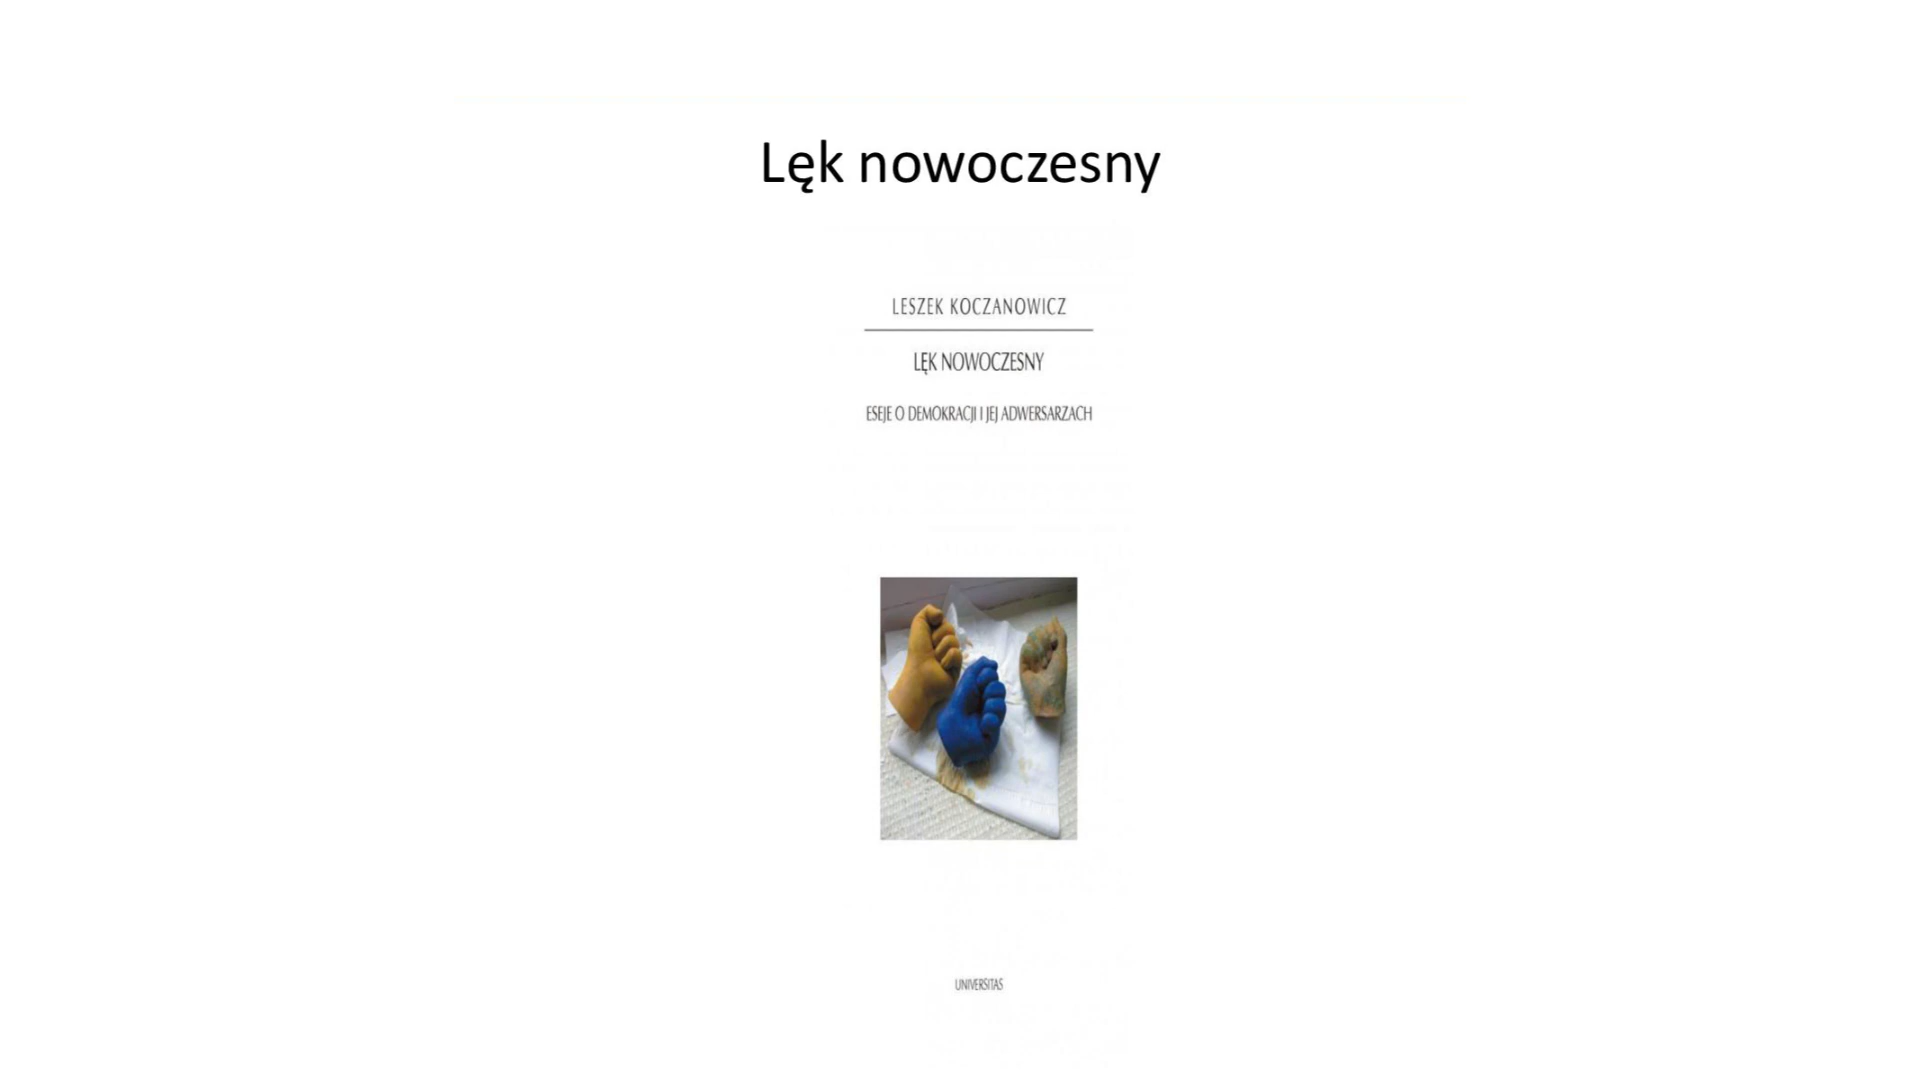 Lęk nowoczesny
LESZEK KOCZANOWICZ
LĘK NOWOCZESNY
ESEJE O DEMOKRACJI I JEJ ADWERSARZACH
UNIVERSITAS